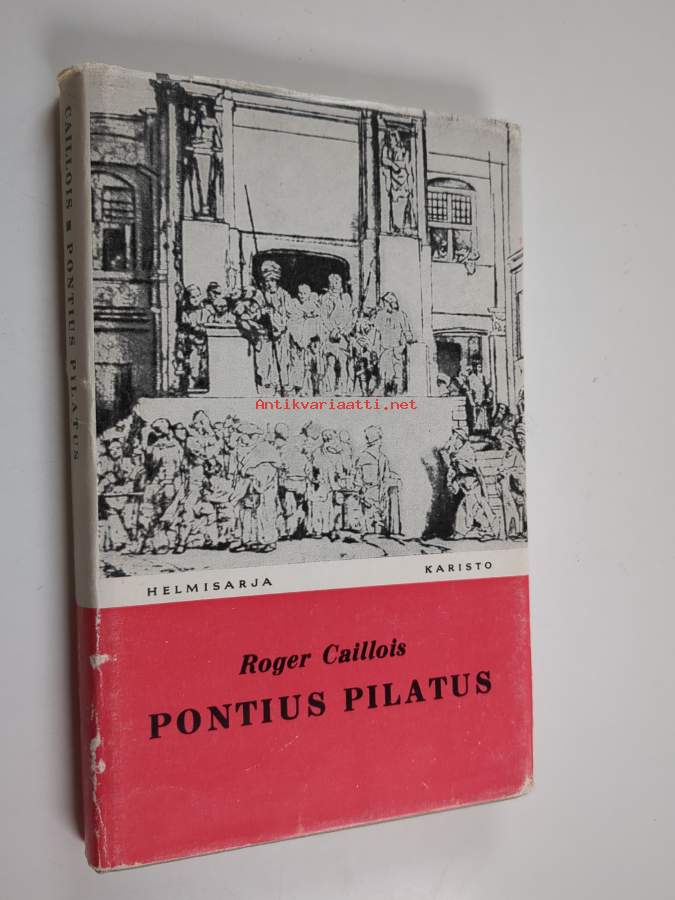 CAILLOIS ■ PONTIUS PILATUS
Antikvariaatti.net
HELMISARJA KARISTO
Roger Caillois
PONTIUS PILATUS